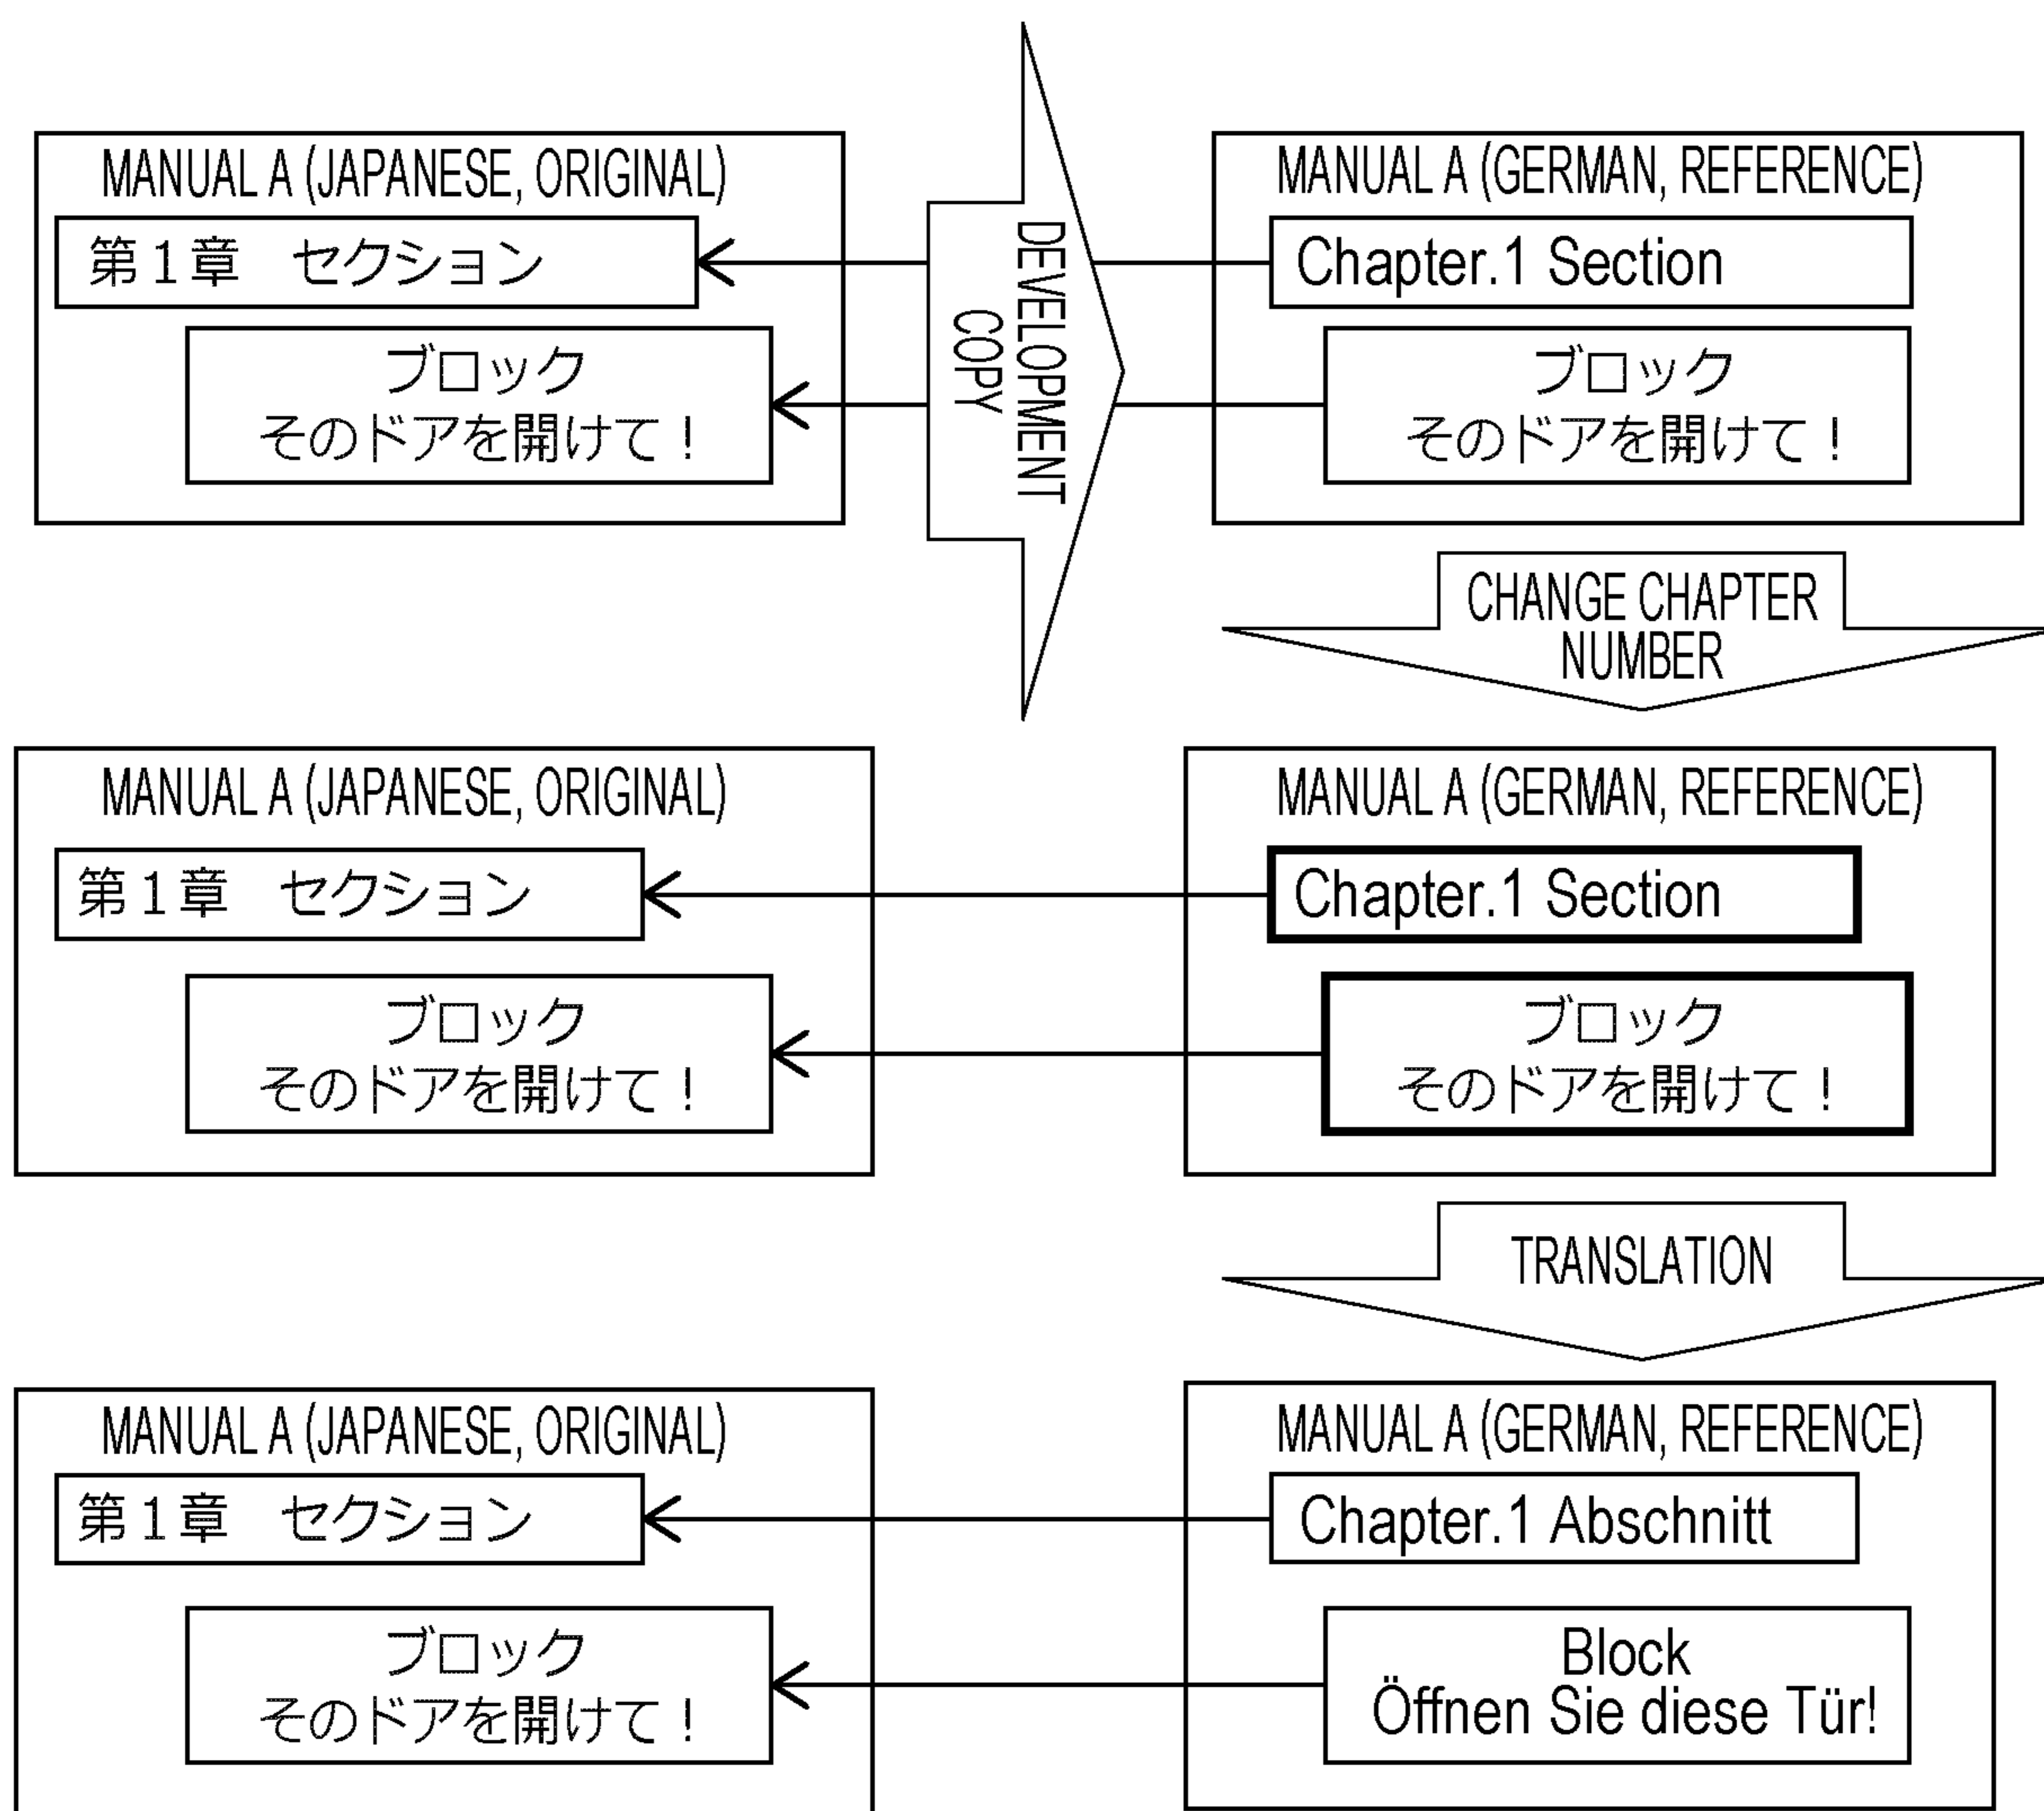 MANUAL A (JAPANESE, ORIGINAL)
第1章　セクション
ブロック
そのドアを開けて！
DEVELOPMENT
COPY
MANUAL A (GERMAN, REFERENCE)
Chapter.1 Section
ブロック
そのドアを開けて！
CHANGE CHAPTER
NUMBER
MANUAL A (JAPANESE, ORIGINAL)
第1章　セクション
ブロック
そのドアを開けて！
MANUAL A (GERMAN, REFERENCE)
Chapter.1 Section
ブロック
そのドアを開けて！
TRANSLATION
MANUAL A (JAPANESE, ORIGINAL)
第1章　セクション
ブロック
そのドアを開けて！
MANUAL A (GERMAN, REFERENCE)
Chapter.1 Abschnitt
Block
Öffnen Sie diese Tür!